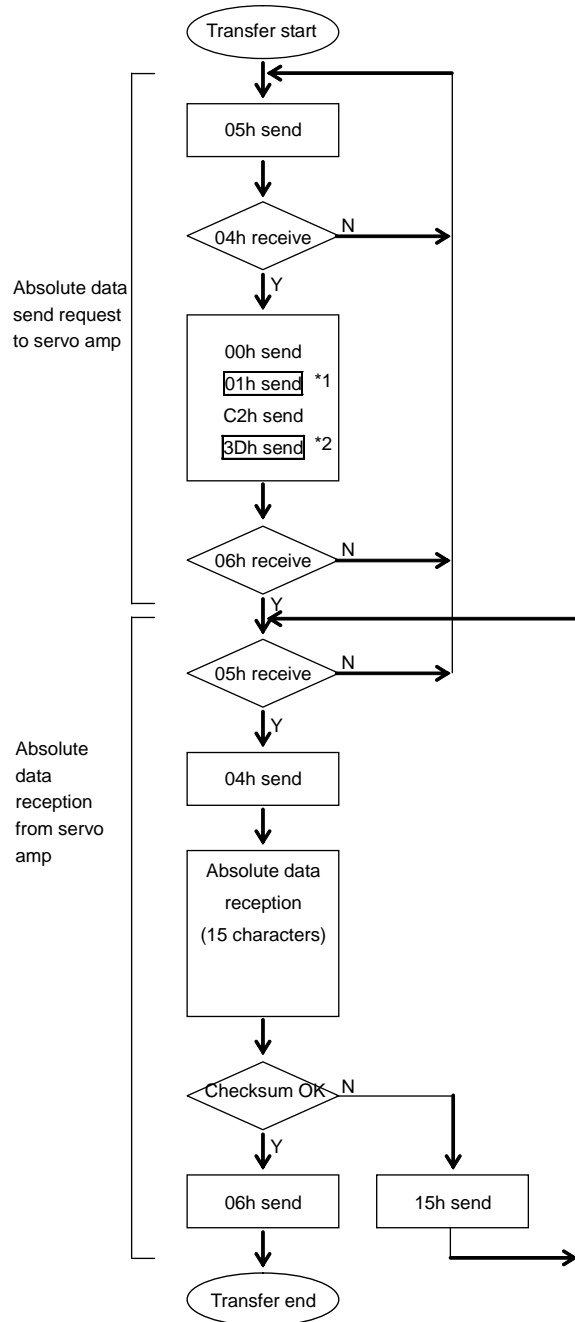 Transfer start
05h send
04h receive
N
Y
Absolute data
send request
to servo amp
00h send
01h send *1
C2h send
3Dh send *2
06h receive
N
Y
05h receive
N
Y
Absolute
data
reception
from servo
amp
04h send
Absolute data
reception
(15 characters)
Checksum OK
N
Y
06h send
15h send
Transfer end